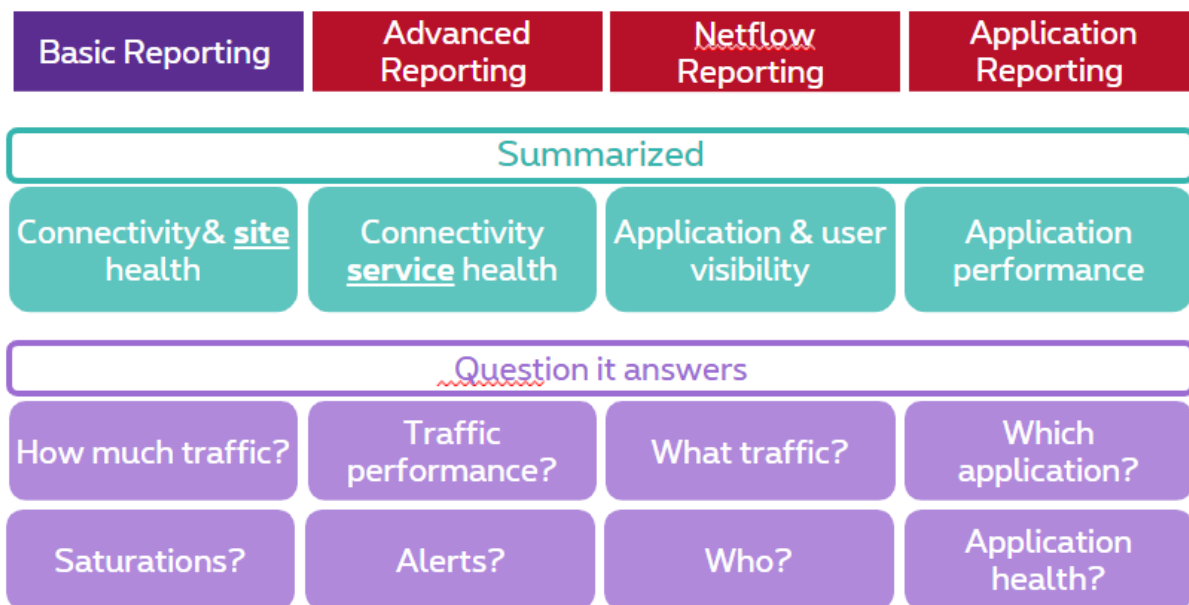 Basic Reporting
Advanced
Reporting
Netflow
Reporting
Application
Reporting
Summarized
Connectivity& site
health
Connectivity
service health
Application & user
visibility
Application
performance
Question it answers
How much traffic?
Traffic
performance?
What traffic?
Which
application?
Saturations?
Alerts?
Who?
Application
health?